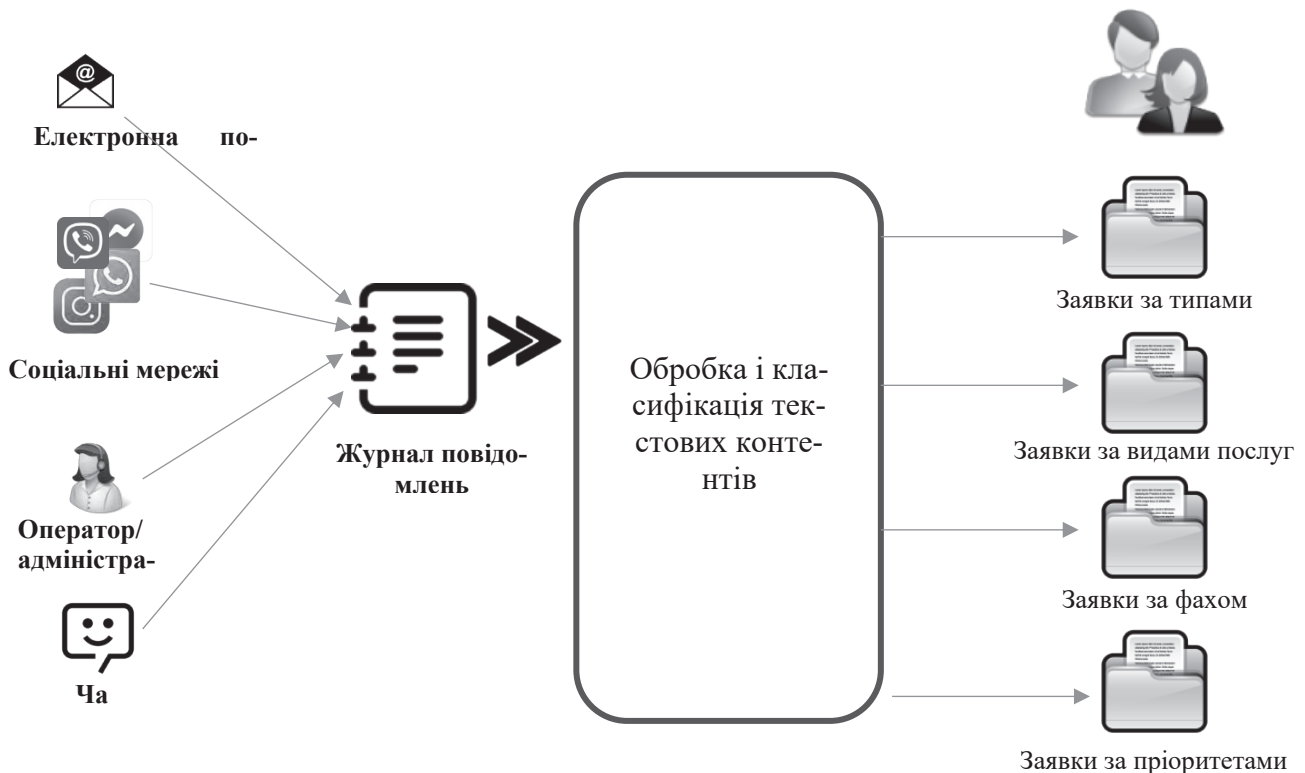 Електронна по-
Соціальні мережі
Оператор/
адміністра-
Ча
Журнал повідо-
млень
Обробка і кла-
сифікація тек-
стових конте-
нтів
Заявки за типами
Заявки за видами послуг
Заявки за фахом
Заявки за пріоритетами